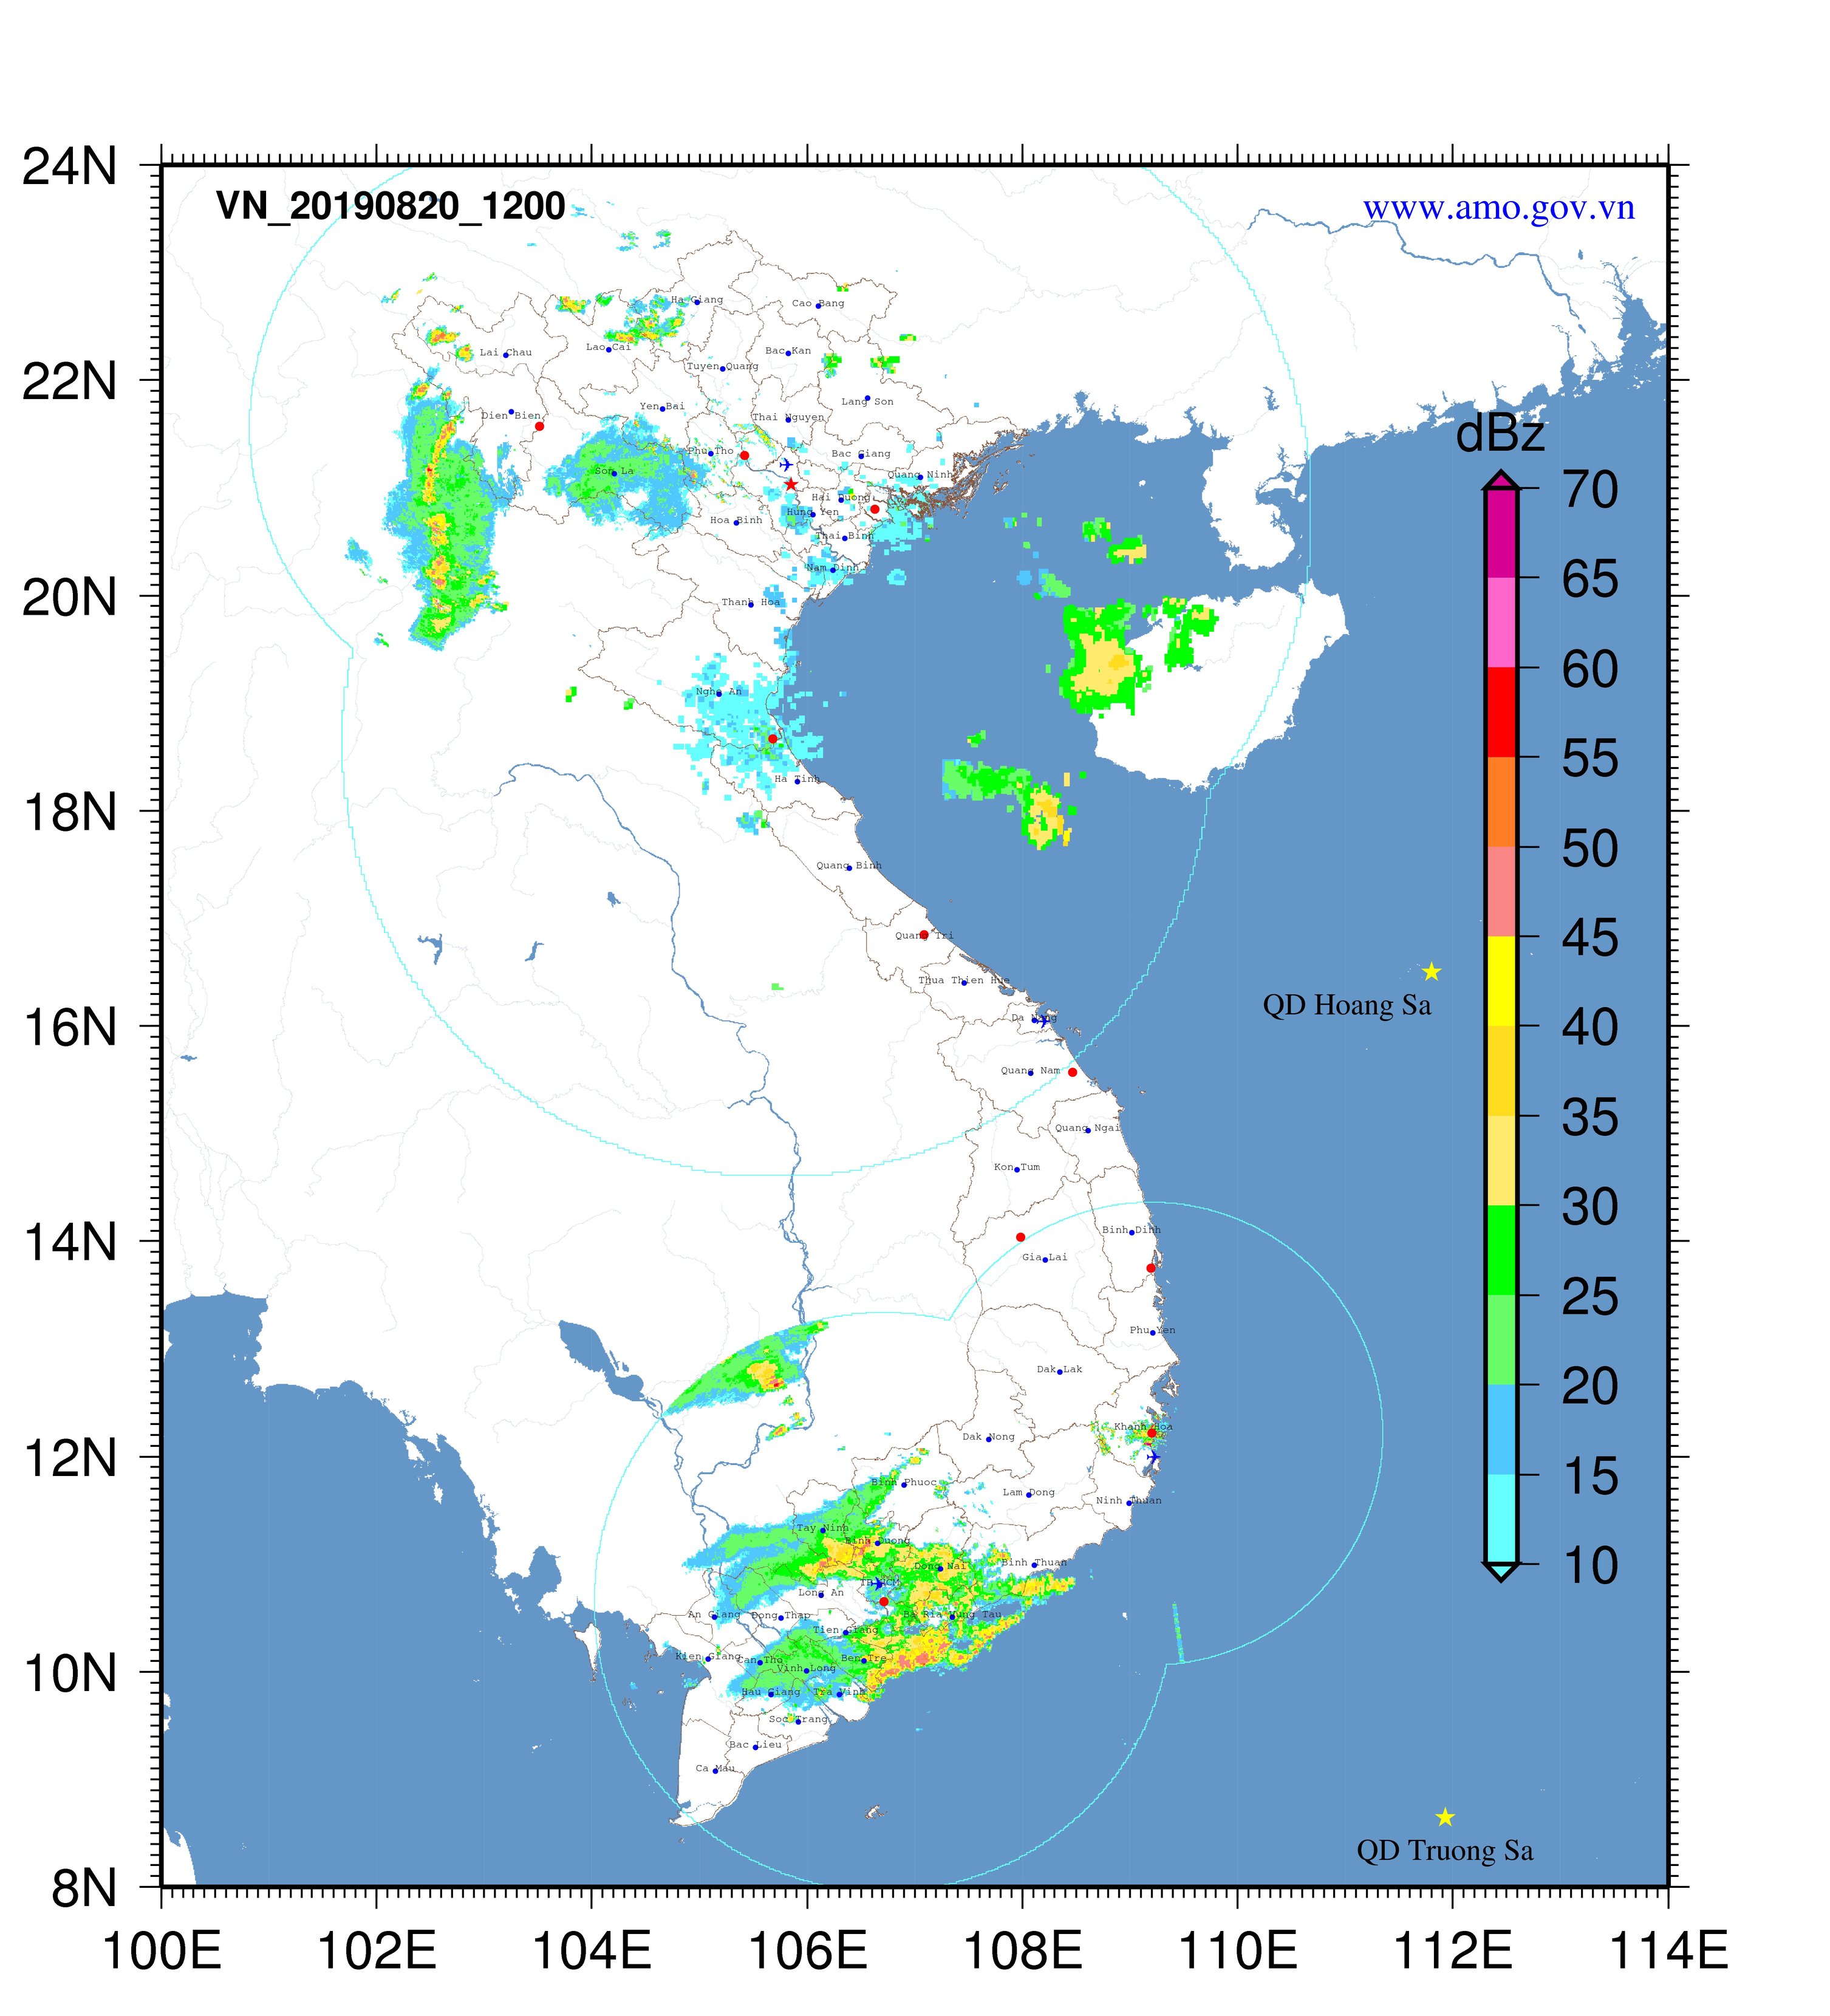 24N
VN_20190820_1200
www.amo.gov.vn
Ha Giang
Cao Bang
Lao Cai
Lai Chau
Bac Kan
22N
Tuyen Quang
Lang Son
Yen Bai
Dien Bien
Thai Nguyen
dBz
Phu Tho
Bac Giang
Son La
Quang Ninh
70
Hai Duong
Hung Yen
Hoa Binh
Thai Binh
Nam Dinh
65
20N
Thanh Hoa
60
Nghe An
55
Ha Tinh
18N
50
Quang Binh
45
Quang Tri
Thua Thien Hue
QD Hoang Sa
16N
Da Nang
40
Quang Nam
35
Quang Ngai
Kon Tum
30
14N
Binh Dinh
Gia Lai
25
Phu Yen
Dak Lak
20
Khanh Hoa
12N
Dak Nong
15
Binh Phuoc
Lam Dong
Ninh Thuan
Tay Ninh
Binh Duong
10
Binh Thuan
Dong Nai
Long An
An Giang
Dong Thap
Ba Ria Vung Tau
Tien Giang
10N
Kien Giang
Can Tho
Ben Tre
Vinh Long
Hau Giang
Tra Vinh
Soc Trang
Bac Lieu
Ca Mau
QD Truong Sa
8N
100E
102E
104E
106E
108E
110E
112E
114E